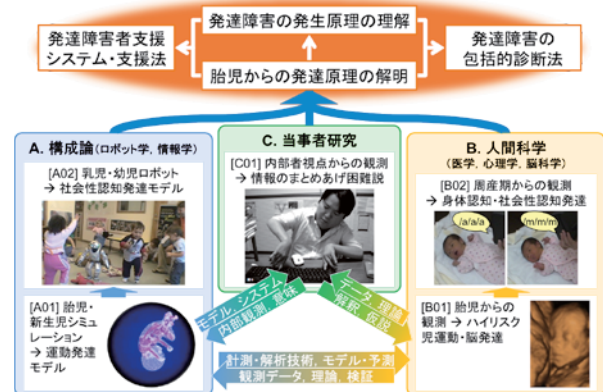 発達障害の発生原理の理解
発達障害者支援
システム・支援法
発達障害の
包括的診断法
胎児からの発達原理の解明
A. 構成論(ロボット学, 情報学)
[A02] 乳児・幼児ロボット
→ 社会性認知発達モデル
[A01] 胎児・
新生児シミュ
レーション
→ 運動発達
モデル
C. 当事者研究
[C01] 内部者視点からの観測
→ 情報のまとめあげ困難説
B. 人間科学
(医学, 心理学, 脳科学)
[B02] 周産期からの観測
→ 身体認知・社会性認知発達
/a/a/a
/m/m/m
[B01] 胎児からの
観測 → ハイリスク
児運動・脳発達
モデル, システム
内部観測, 意味
データ, 理論
解釈, 仮説
計測・解析技術, モデル・予測
観測データ, 理論, 検証